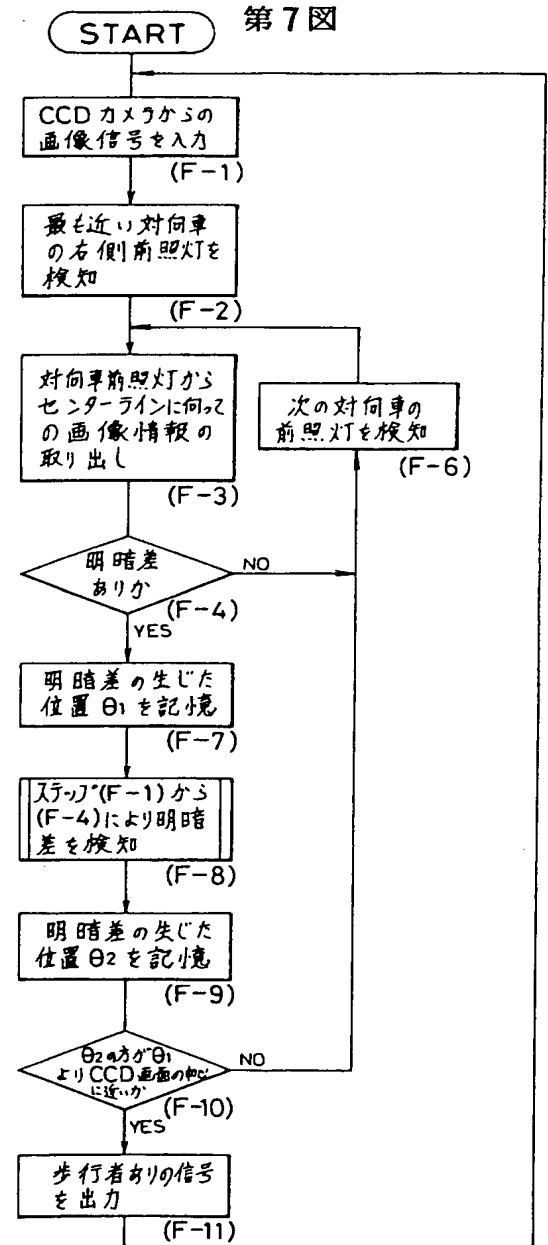 第7図
START
CCDカメラからの
画像信号を入力
(F-1)
最も近い対向車
の右側前照灯を
検知
(F-2)
対向車前照灯から
センターラインに向って
の画像情報の
取り出し
(F-3)
次の対向車の
前照灯を検知
(F-6)
明暗差
ありか
(F-4)
NO
YES
明暗差の生じた
位置θ1を記憶
(F-7)
ステップ(F-1)から
(F-4)により明暗
差を検知
(F-8)
明暗差の生じた
位置θ2を記憶
(F-9)
θ2の方がθ1
よりCCD画面の中心
に近いか
(F-10)
NO
YES
歩行者ありの信号
を出力
(F-11)